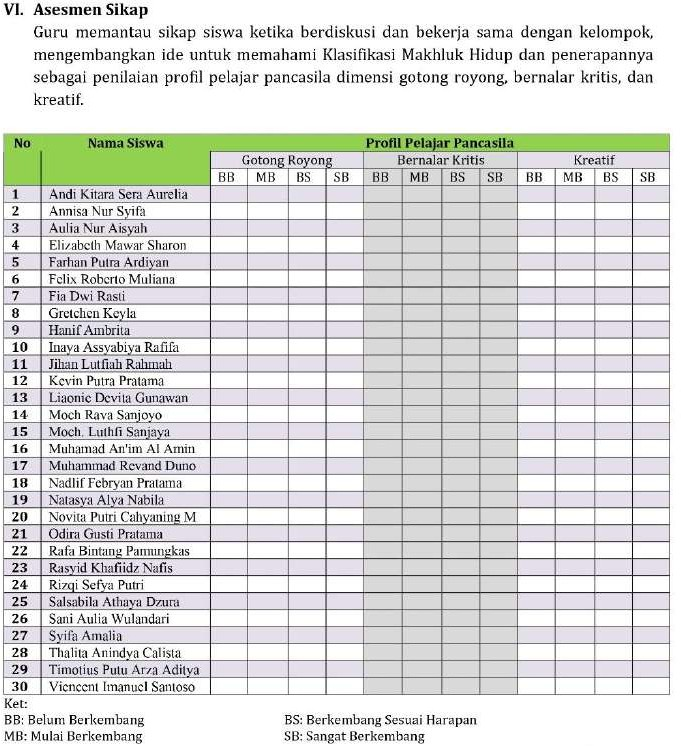 VI. Asesmen Sikap
Guru memantau sikap siswa ketika berdiskusi dan bekerja sama dengan kelompok,
mengembangkan ide untuk memahami Klasifikasi Makhluk Hidup dan penerapannya
sebagai penilaian profil pelajar pancasila dimensi gotong royong, bernalar kritis, dan
kreatif.
No Nama Siswa Profil Pelajar Pancasila
Gotong Royong Bernalar Kritis Kreatif
BB MB BS SB BB MB BS SB BB MB BS SB
1 Andi Kitara Sera Aurelia
2 Annisa Nur Syifa
3 Aulia Nur Aisyah
4 Elizabeth Mawar Sharon
5 Farhan Putra Ardiyan
6 Felix Roberto Muliana
7 Fia Dwi Rasti
8 Gretchen Keyla
9 Hanif Ambrita
10 Inaya Assyabiya Rafifa
11 Jihan Lutfiah Rahmah
12 Kevin Putra Pratama
13 Liaonie Devita Gunawan
14 Moch Rava Sanjoyo
15 Moch. Luthfi Sanjaya
16 Muhamad An'im Al Amin
17 Muhammad Revand Duno
18 Nadlif Febryan Pratama
19 Natasya Alya Nabila
20 Novita Putri Cahyaning M
21 Odira Gusti Pratama
22 Rafa Bintang Pamungkas
23 Rasyid Khafiidz Nafis
24 Rizqi Sefya Putri
25 Salsabila Athaya Dzura
26 Sani Aulia Wulandari
27 Syifa Amalia
28 Thalita Anindya Calista
29 Timotius Putu Arza Aditya
30 Viencent Imanuel Santoso
Ket:
BB: Belum Berkembang BS: Berkembang Sesuai Harapan
MB: Mulai Berkembang SB: Sangat Berkembang